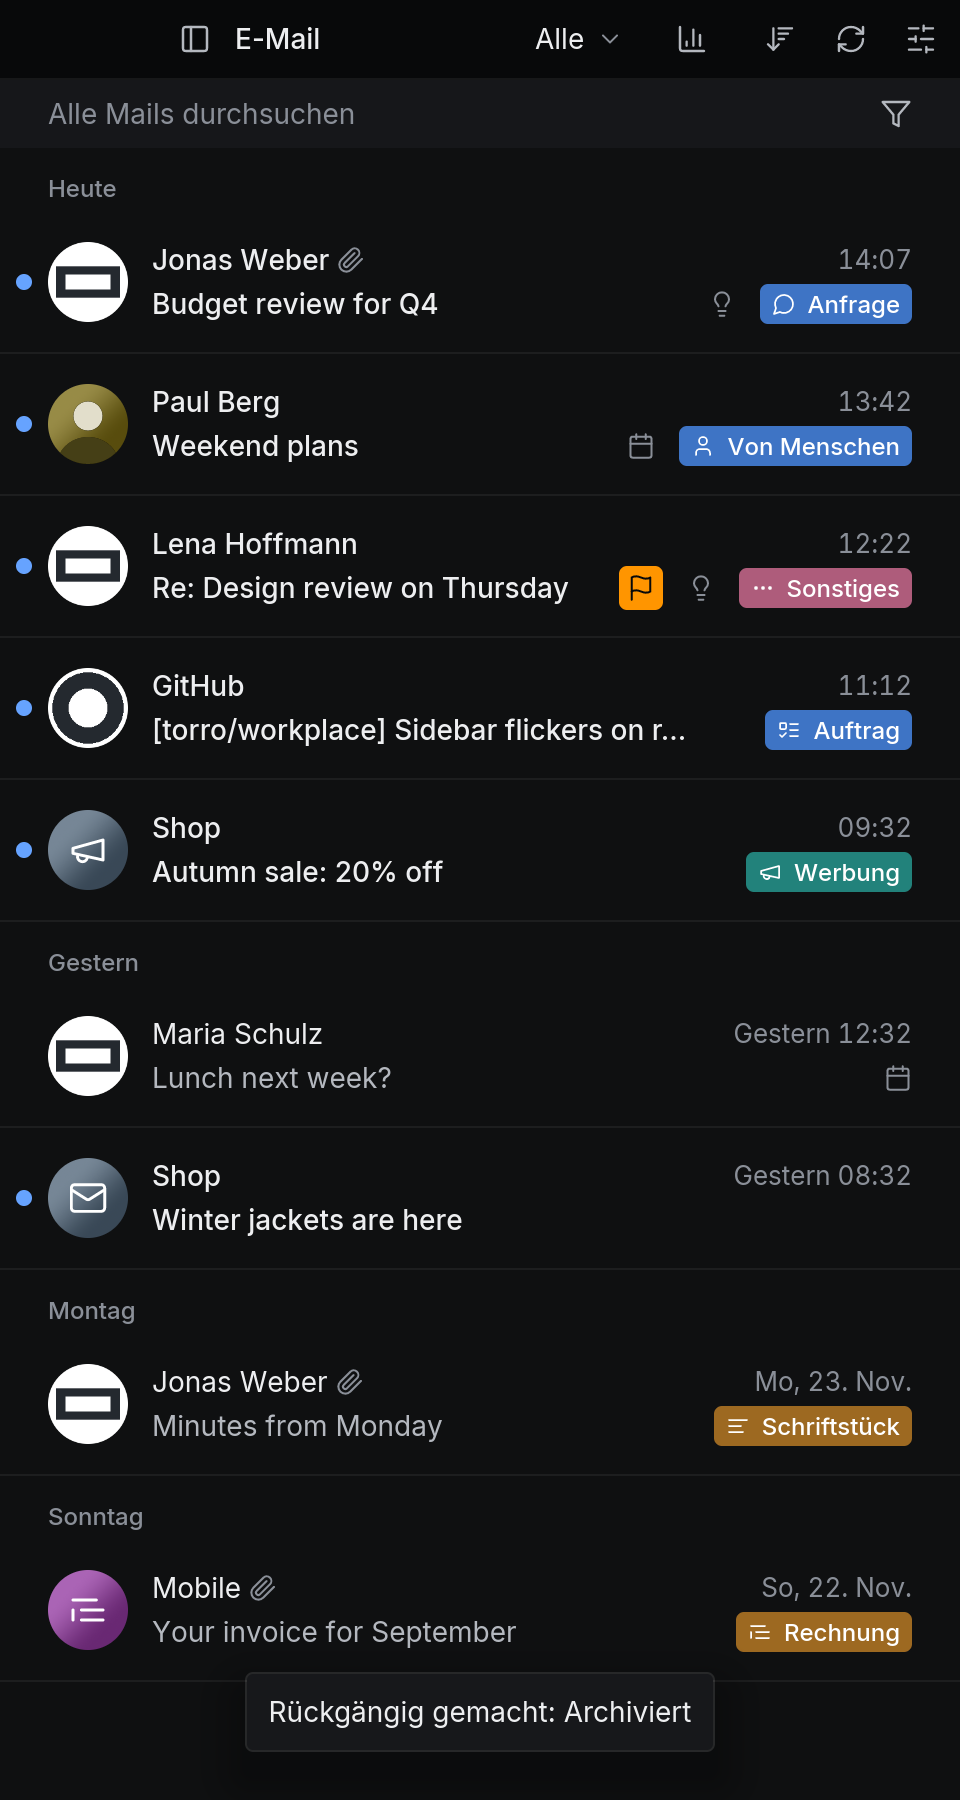 E-Mail
Alle
Alle Mails durchsuchen
Heute
Jonas Weber
14:07
Budget review for Q4
Anfrage
Paul Berg
13:42
Weekend plans
Von Menschen
Lena Hoffmann
12:22
Re: Design review on Thursday
Sonstiges
GitHub
11:12
[torro/workplace] Sidebar flickers on r...
Auftrag
Shop
09:32
Autumn sale: 20% off
Werbung
Gestern
Maria Schulz
Gestern 12:32
Lunch next week?
Shop
Gestern 08:32
Winter jackets are here
Montag
Jonas Weber
Mo, 23. Nov.
Minutes from Monday
Schriftstück
Sonntag
Mobile
So, 22. Nov.
Your invoice for September
Rechnung
Rückgängig gemacht: Archiviert